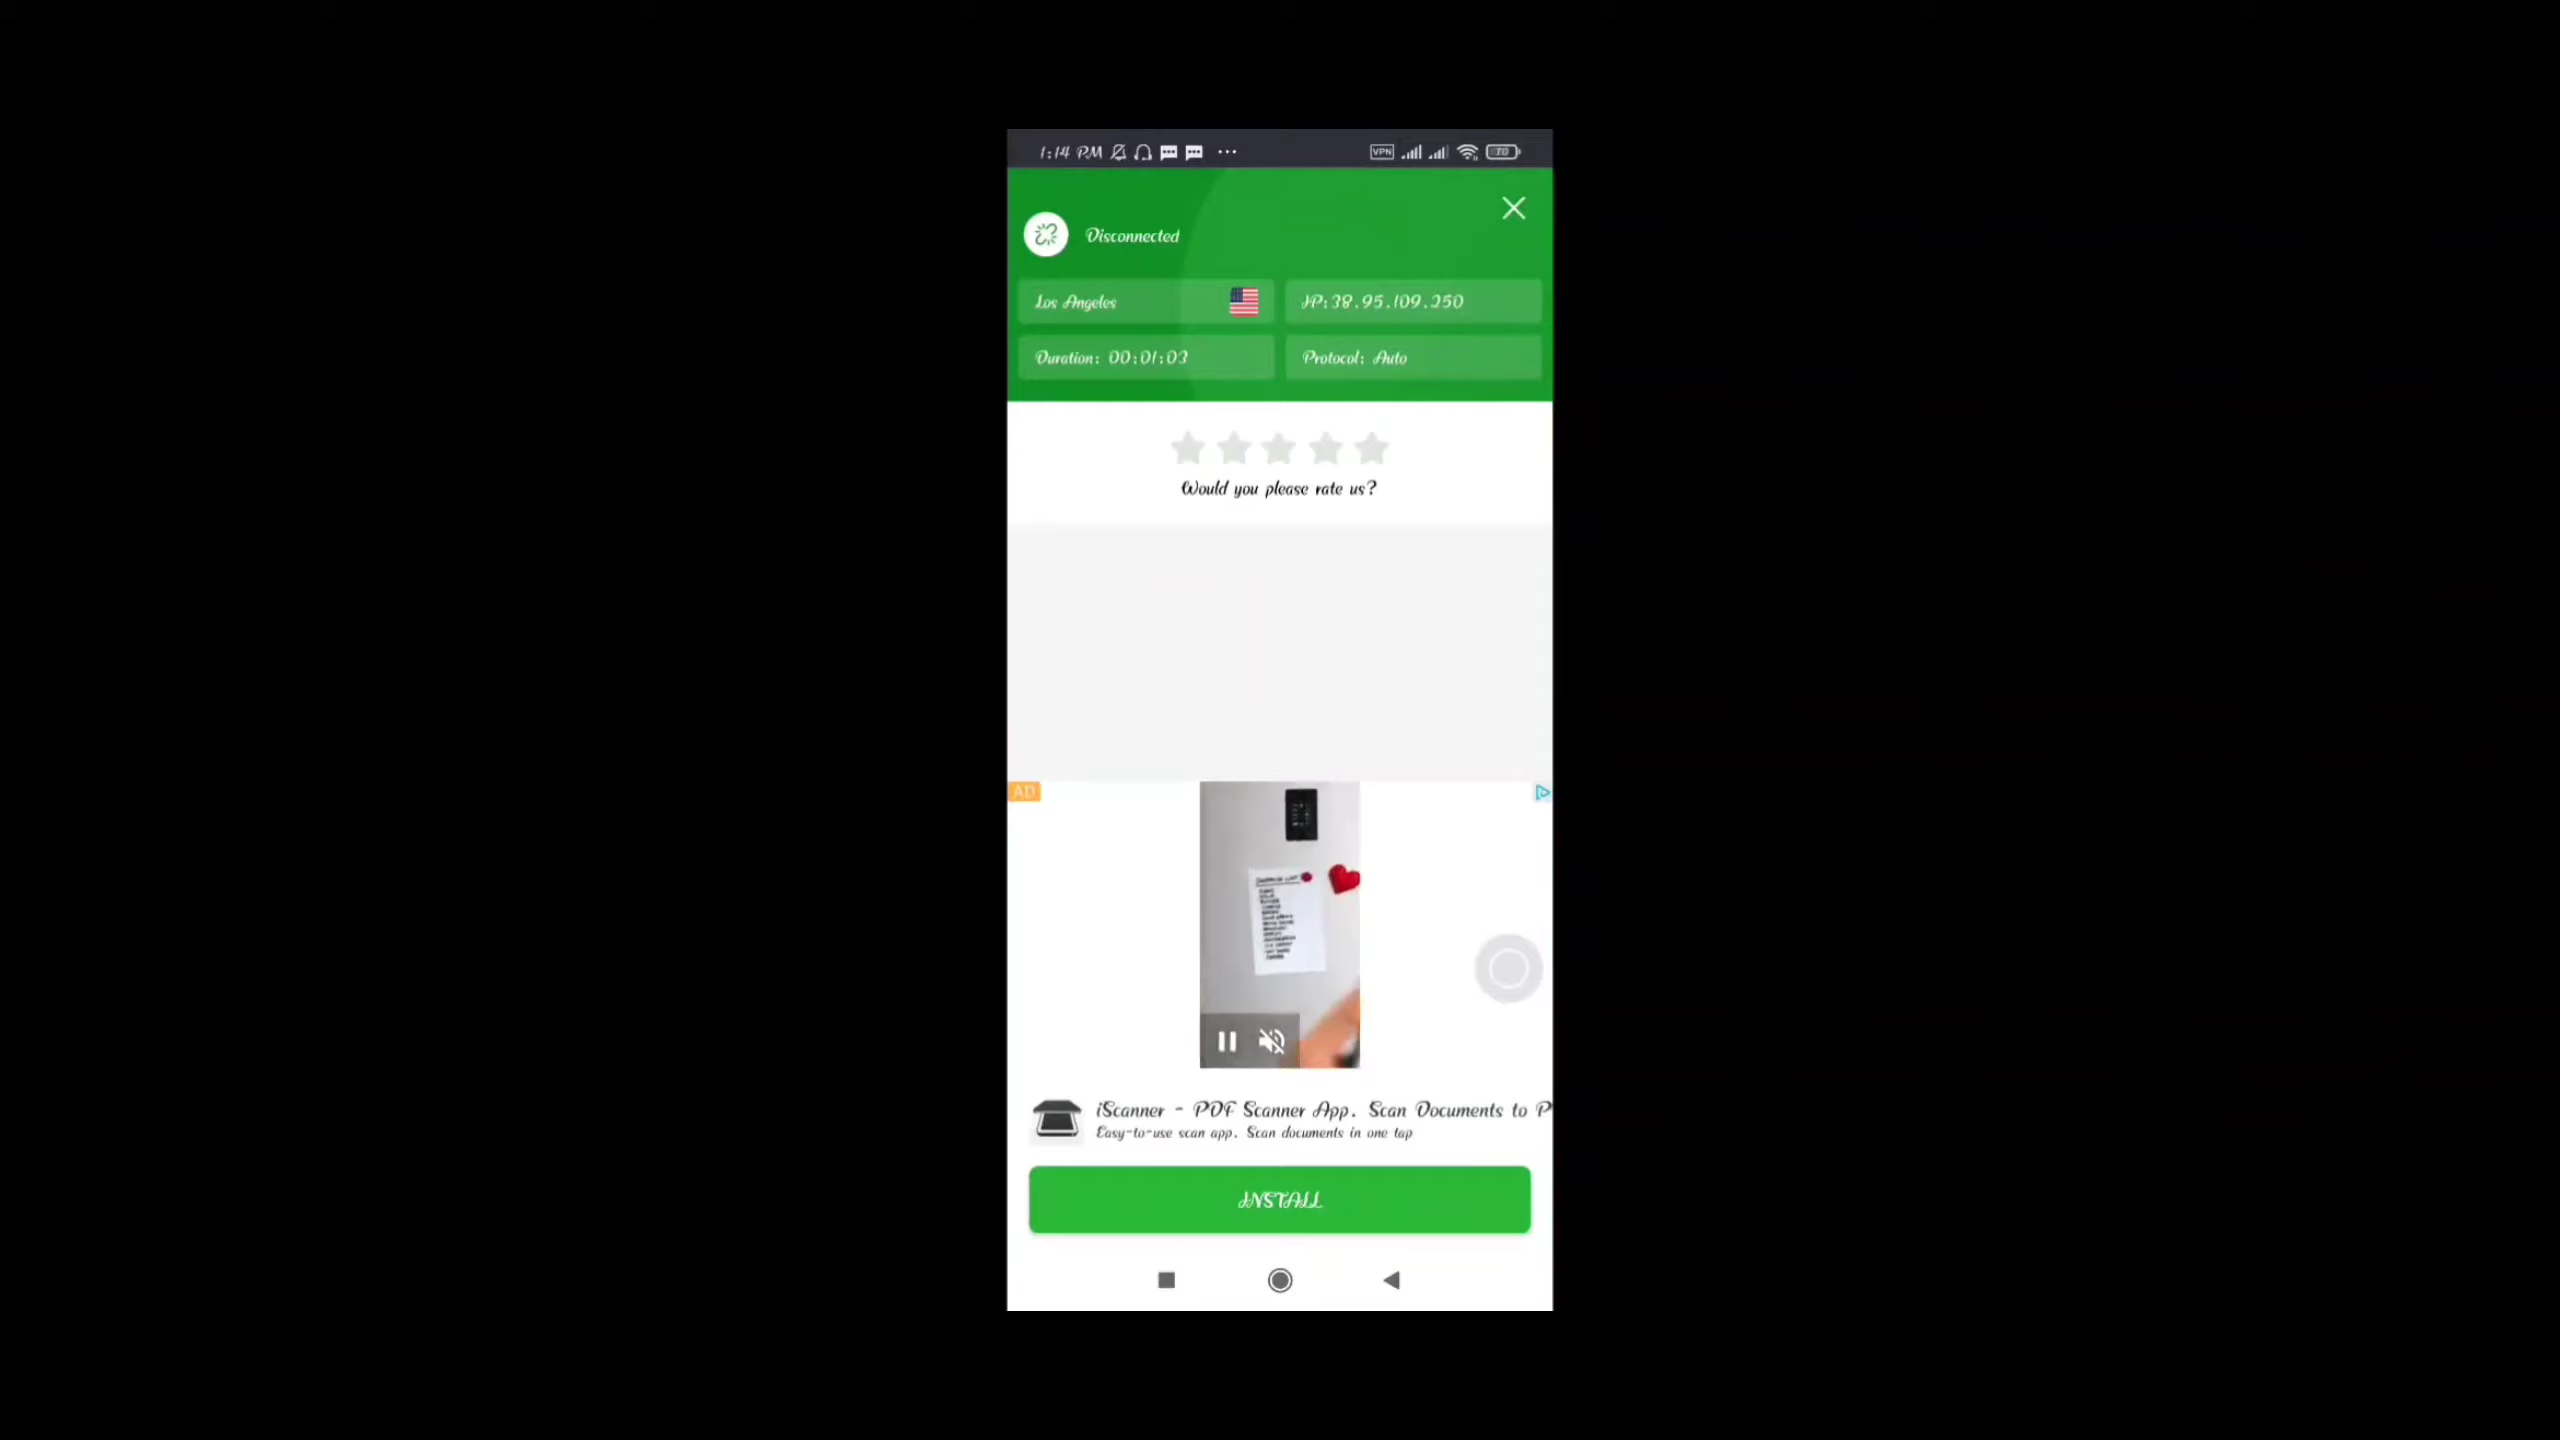 1:14 PM VPN 70
Disconnected
Los Angeles
IP:38.95.109.250
Duration: 00:01:03
Protocol: Auto
Would you please rate us?
AD
iScanner - PDF Scanner App. Scan Documents to P
Easy-to-use scan app. Scan documents in one tap
INSTALL